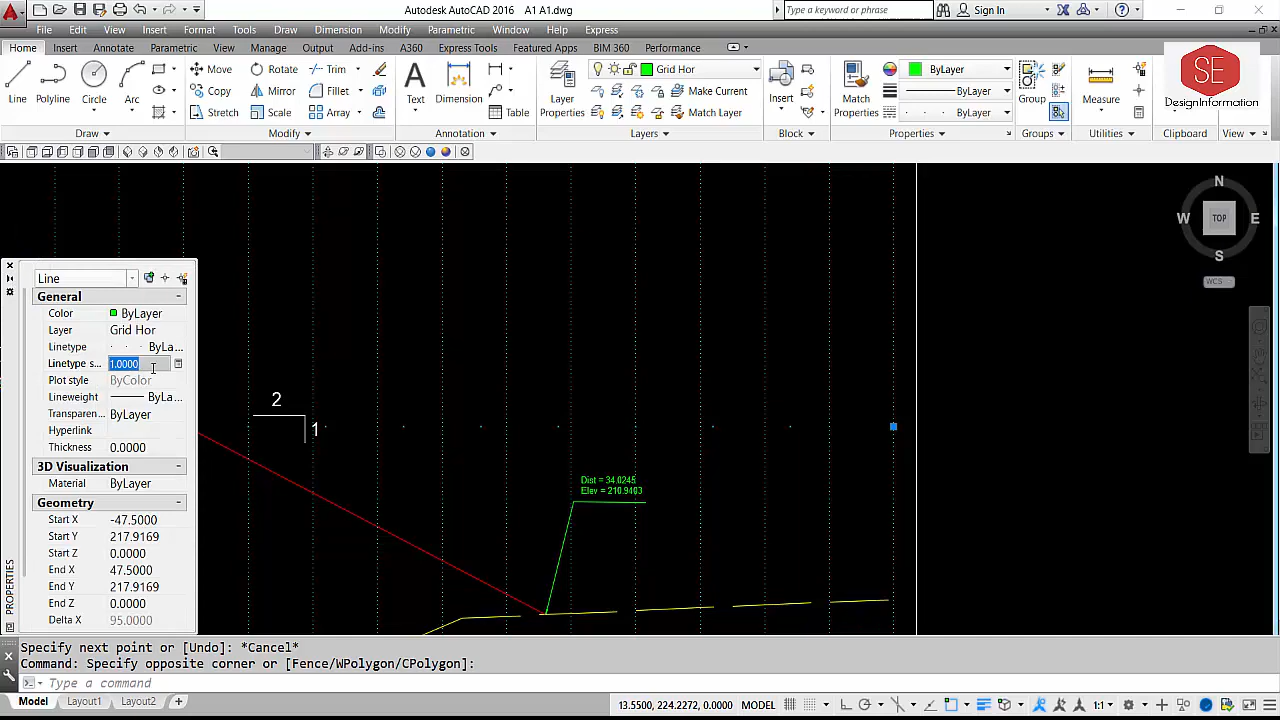 Autodesk AutoCAD 2016 A1 A1.dwg
Type a keyword or phrase
Sign In
File Edit View Insert Format Tools Draw Dimension Modify Parametric Window Help Express
Home Insert Annotate Parametric View Manage Output Add-ins A360 Express Tools Featured Apps BIM 360 Performance
Line Polyline Circle Arc
Move Rotate Trim
Copy Mirror Fillet
Stretch Scale Array
Text Dimension Table
Layer Properties
Grid Hor
Make Current
Match Layer
Insert
Match Properties
ByLayer
ByLayer
ByLayer
Group
Measure
SE
DesignInformation
Draw Modify Annotation Layers Block Properties Groups Utilities Clipboard View
N
W TOP E
S
WCS
Line
General
Color ByLayer
Layer Grid Hor
Linetype ByLa...
Linetype s... 1.0000
Plot style ByColor
Lineweight ByLa...
Transparen... ByLayer
Hyperlink
Thickness 0.0000
3D Visualization
Material ByLayer
Geometry
Start X -47.5000
Start Y 217.9169
Start Z 0.0000
End X 47.5000
End Y 217.9169
End Z 0.0000
Delta X 95.0000
PROPERTIES
2
1
Dist = 34.0245
Elev = 210.9403
Specify next point or [Undo]: *Cancel*
Command: Specify opposite corner or [Fence/WPolygon/CPolygon]:
Type a command
Model Layout1 Layout2 +
13.5500, 224.2272, 0.0000 MODEL
1:1